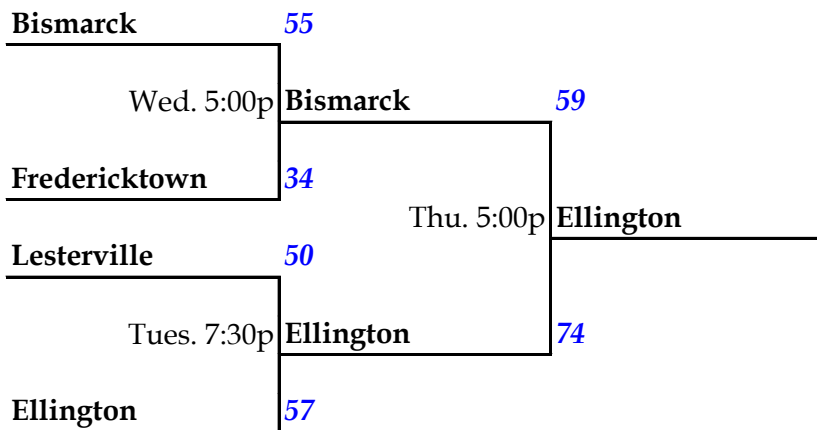 Bismarck 55
Wed. 5:00p Bismarck 59
Fredericktown 34
Thu. 5:00p Ellington
Lesterville 50
Tues. 7:30p Ellington 74
Ellington 57